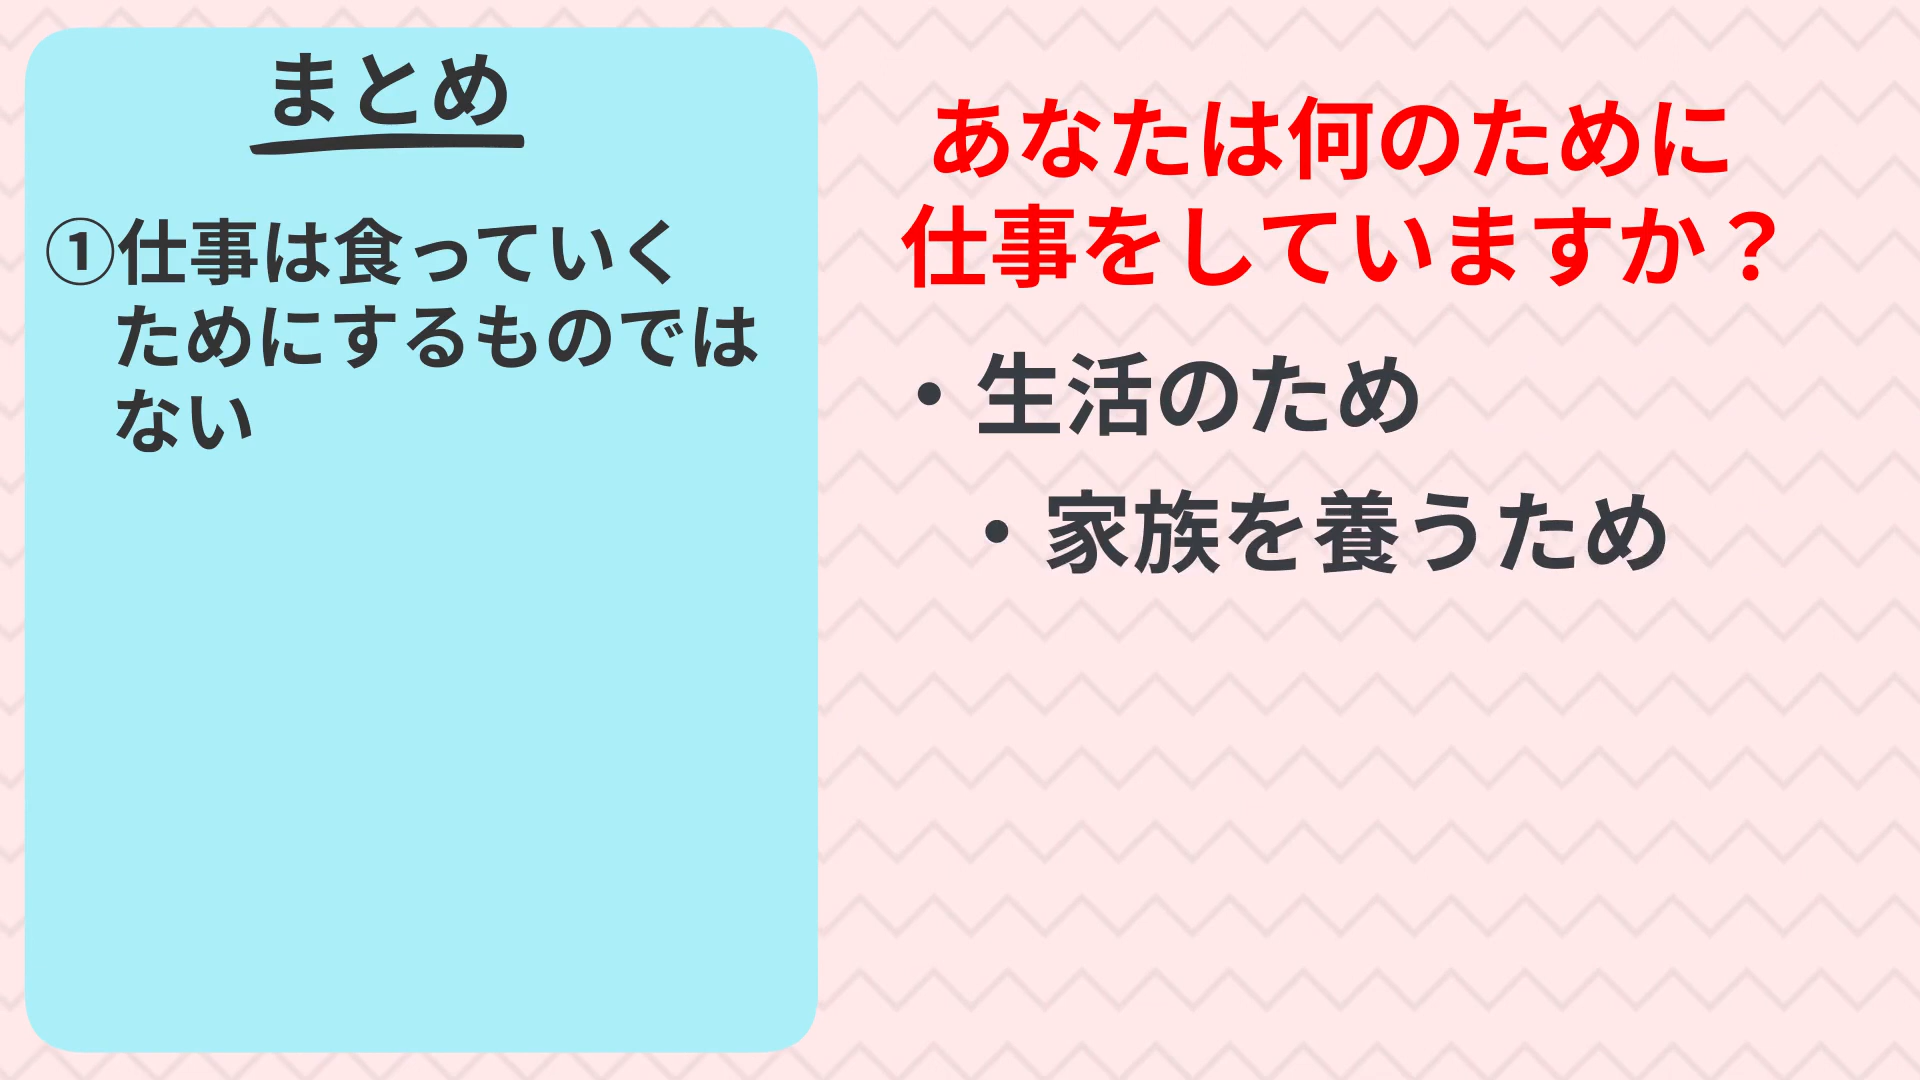 まとめ
①仕事は食っていく
ためにするものでは
ない
あなたは何のために
仕事をしていますか？
・生活のため
・家族を養うため